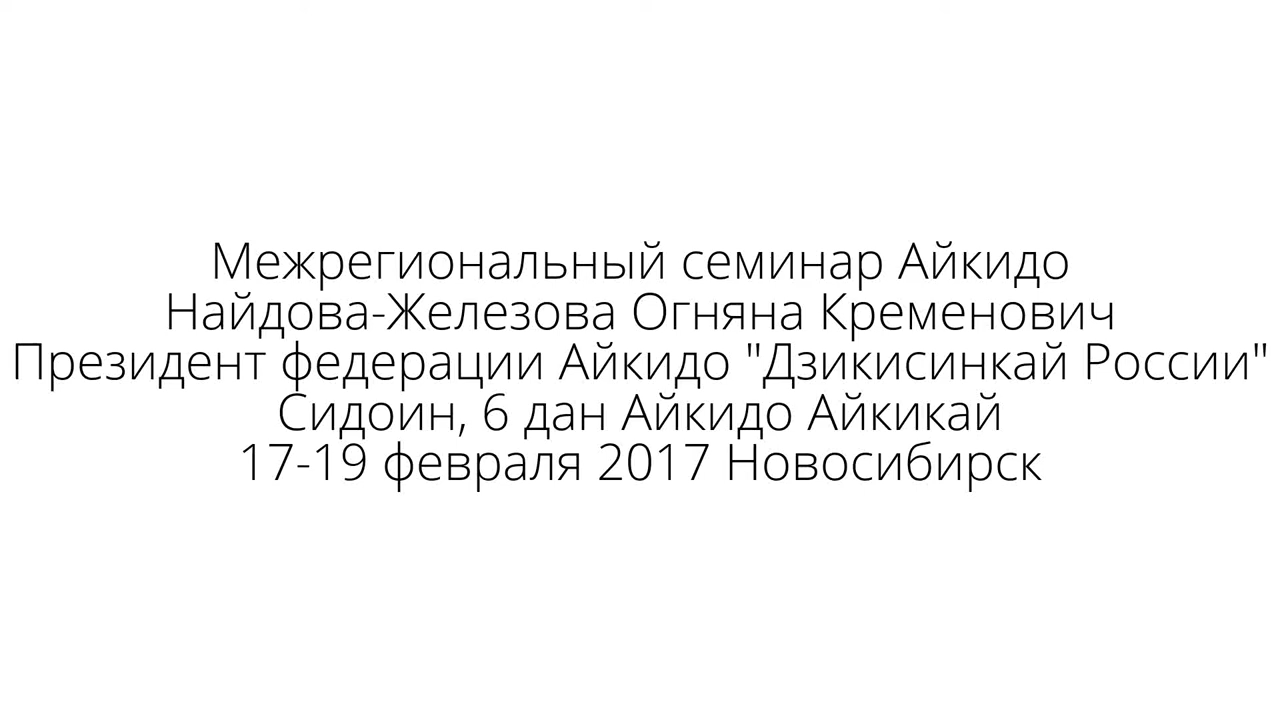 Межрегиональный семинар Айкидо
Найдова-Железова Огняна Кременович
Президент федерации Айкидо "Дзикисинкай России"
Сидоин, 6 дан Айкидо Айкикай
17-19 февраля 2017 Новосибирск